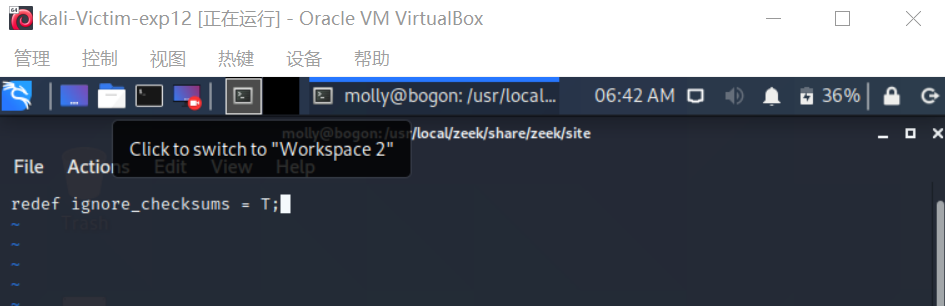 kali-Victim-exp12 [正在运行] - Oracle VM VirtualBox
管理 控制 视图 热键 设备 帮助
molly@bogon: /usr/local... 06:42 AM 36%
molly@bogon: /usr/local/zeek/share/zeek/site
Click to switch to "Workspace 2"
File Actions Edit View Help
redef ignore_checksums = T;
~
Trash
~
~
~
~